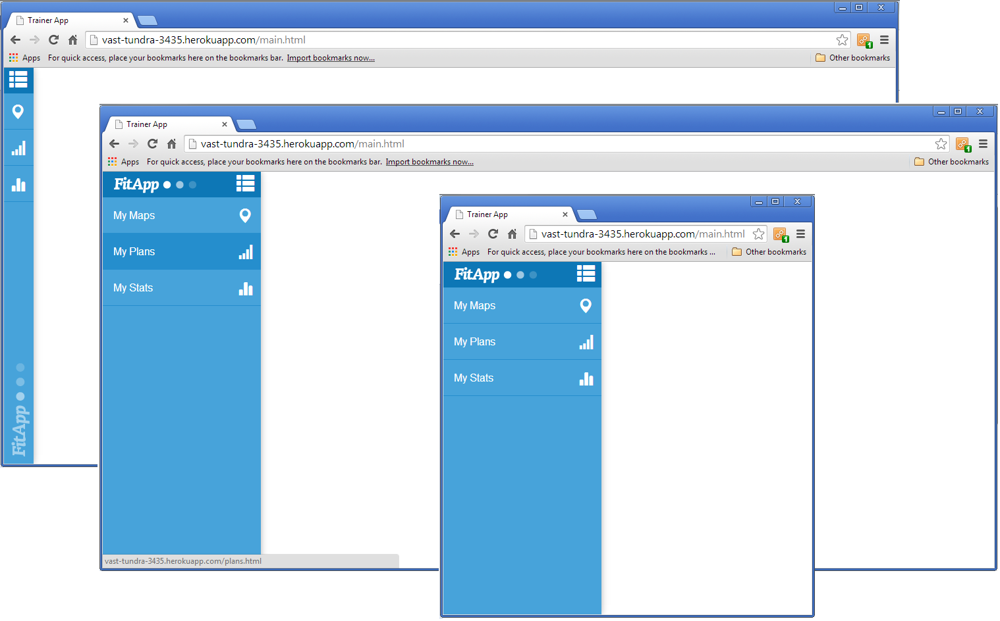 Trainer App
vast-tundra-3435.herokuapp.com/main.html
Apps For quick access, place your bookmarks here on the bookmarks bar. Import bookmarks now... Other bookmarks
1
FitApp
Trainer App
vast-tundra-3435.herokuapp.com/main.html
1
Apps For quick access, place your bookmarks here on the bookmarks bar. Import bookmarks now... Other bookmarks
FitApp
My Maps
My Plans
My Stats
vast-tundra-3435.herokuapp.com/plans.html
Trainer App
vast-tundra-3435.herokuapp.com/main.html
1
Apps For quick access, place your bookmarks here on the bookmarks ... Other bookmarks
FitApp
My Maps
My Plans
My Stats